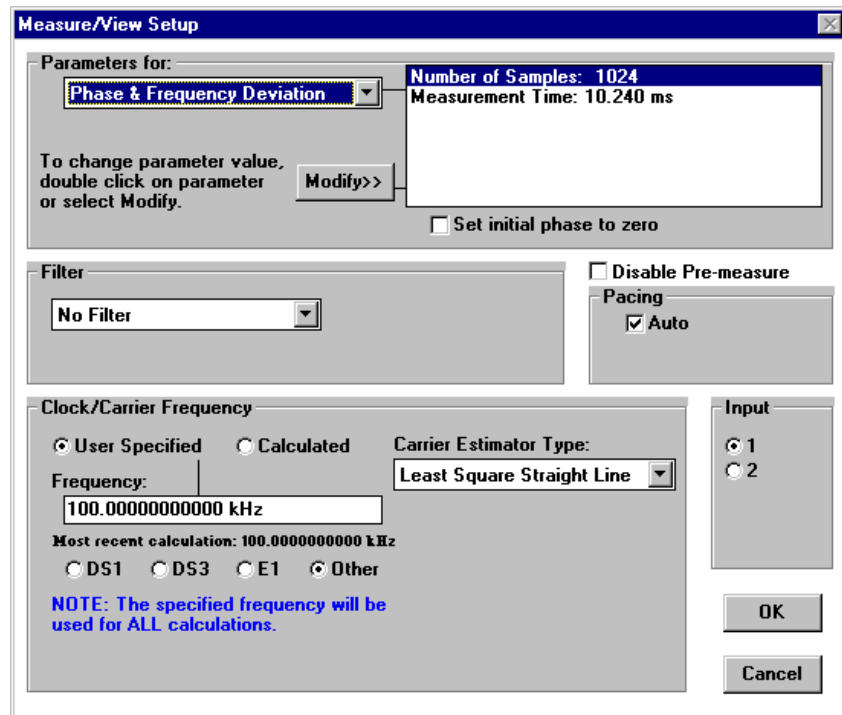 Measure/View Setup
Parameters for:
Phase & Frequency Deviation
Number of Samples: 1024
Measurement Time: 10.240 ms
To change parameter value,
double click on parameter
or select Modify.
Modify>>
Set initial phase to zero
Filter
No Filter
Disable Pre-measure
Pacing
Auto
Clock/Carrier Frequency
User Specified
Calculated
Carrier Estimator Type:
Least Square Straight Line
Frequency:
100.00000000000 kHz
Most recent calculation: 100.0000000000 kHz
DS1 DS3 E1 Other
NOTE: The specified frequency will be
used for ALL calculations.
Input
1
2
OK
Cancel